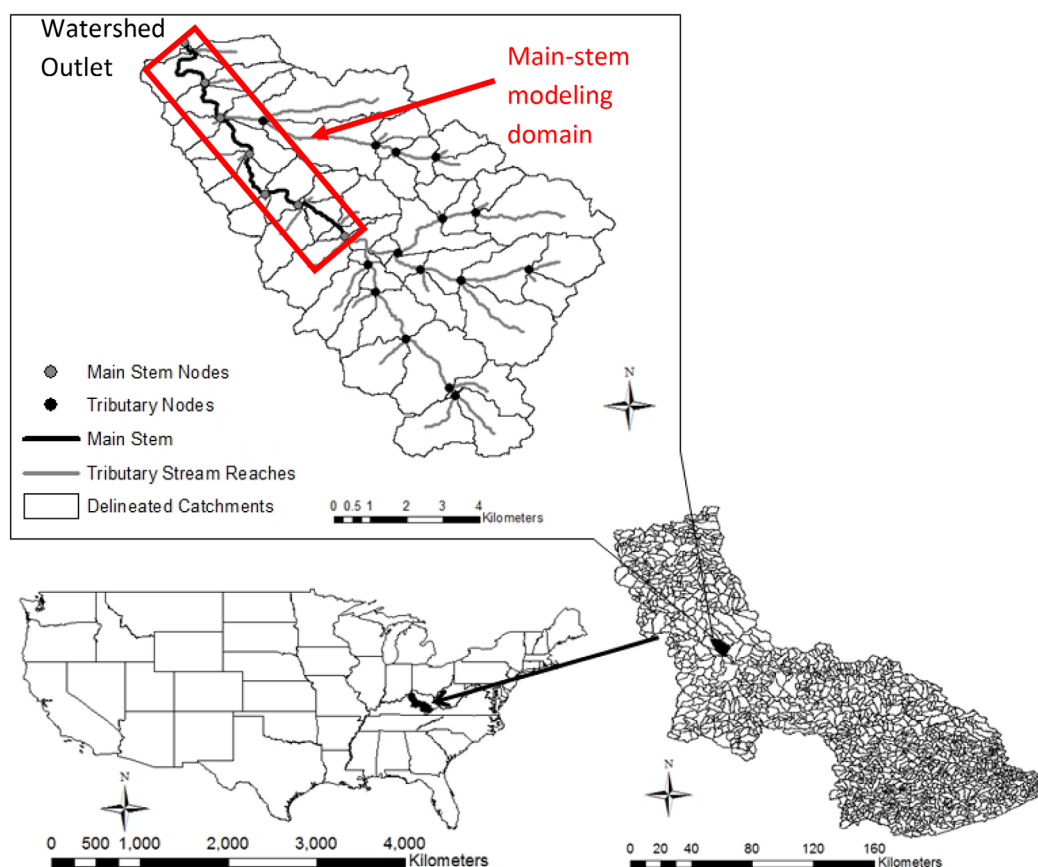 Watershed
Outlet
Main-stem
modeling
domain
Main Stem Nodes
Tributary Nodes
Main Stem
Tributary Stream Reaches
Delineated Catchments
N
0 0.5 1 2 3 4
Kilometers
N
0 500 1,000 2,000 3,000 4,000
Kilometers
N
0 20 40 80 120 160
Kilometers